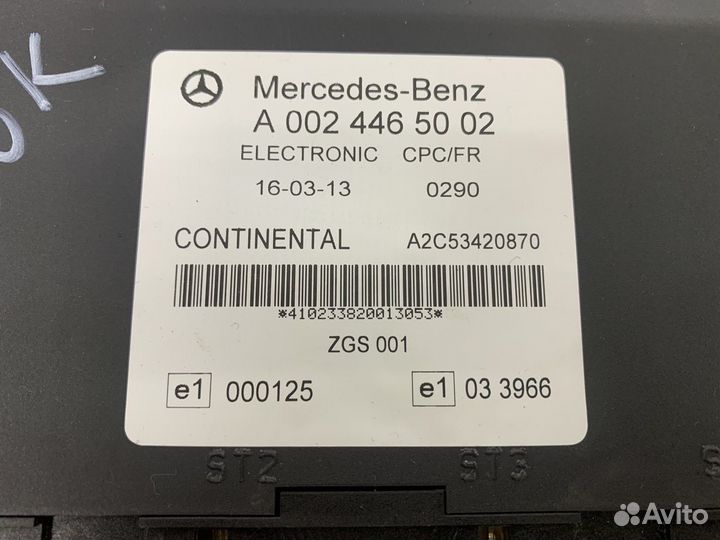 OK
Mercedes-Benz
A 002 446 50 02
ELECTRONIC CPC/FR
16-03-13 0290
CONTINENTAL A2C53420870
*410233820013053*
ZGS 001
e1 000125 e1 03 3966
ST2 ST3 S
Avito